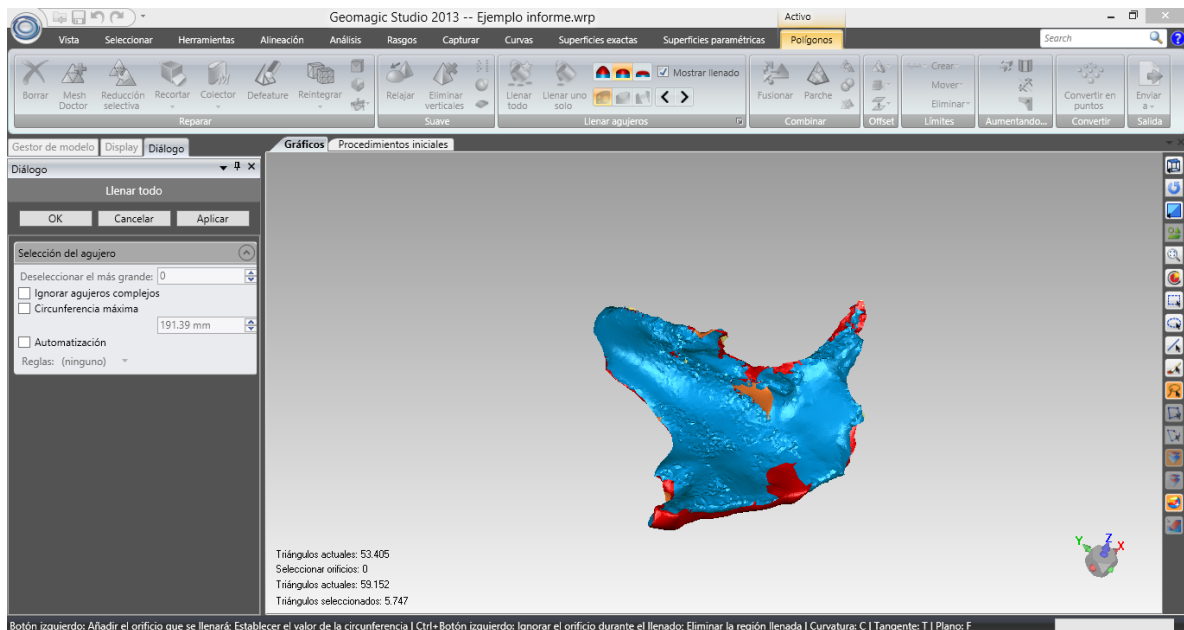 Geomagic Studio 2013 -- Ejemplo informe.wrp
Activo
Vista Seleccionar Herramientas Alineación Análisis Rasgos Capturar Curvas Superficies exactas Superficies paramétricas Polígonos
Search
Borrar
Mesh Doctor
Reducción selectiva
Recortar
Colector
Defeature
Reintegrar
Reparar
Relajar
Eliminar verticales
Suave
Llenar todo
Llenar uno solo
Mostrar llenado
Llenar agujeros
Fusionar
Parche
Combinar
Offset
Crear
Mover
Eliminar
Límites
Aumentando...
Convertir en puntos
Convertir
Enviar a
Salida
Gestor de modelo Display Diálogo
Gráficos Procedimientos iniciales
Diálogo
Llenar todo
OK Cancelar Aplicar
Selección del agujero
Deseleccionar el más grande: 0
Ignorar agujeros complejos
Circunferencia máxima
191.39 mm
Automatización
Reglas: (ninguno)
Triángulos actuales: 53.405
Seleccionar orificios: 0
Triángulos actuales: 59.152
Triángulos seleccionados: 5.747
Y Z X
Botón izquierdo: Añadir el orificio que se llenará; Establecer el valor de la circunferencia | Ctrl+Botón izquierdo: Ignorar el orificio durante el llenado; Eliminar la región llenada | Curvatura: C | Tangente: T | Plano: F